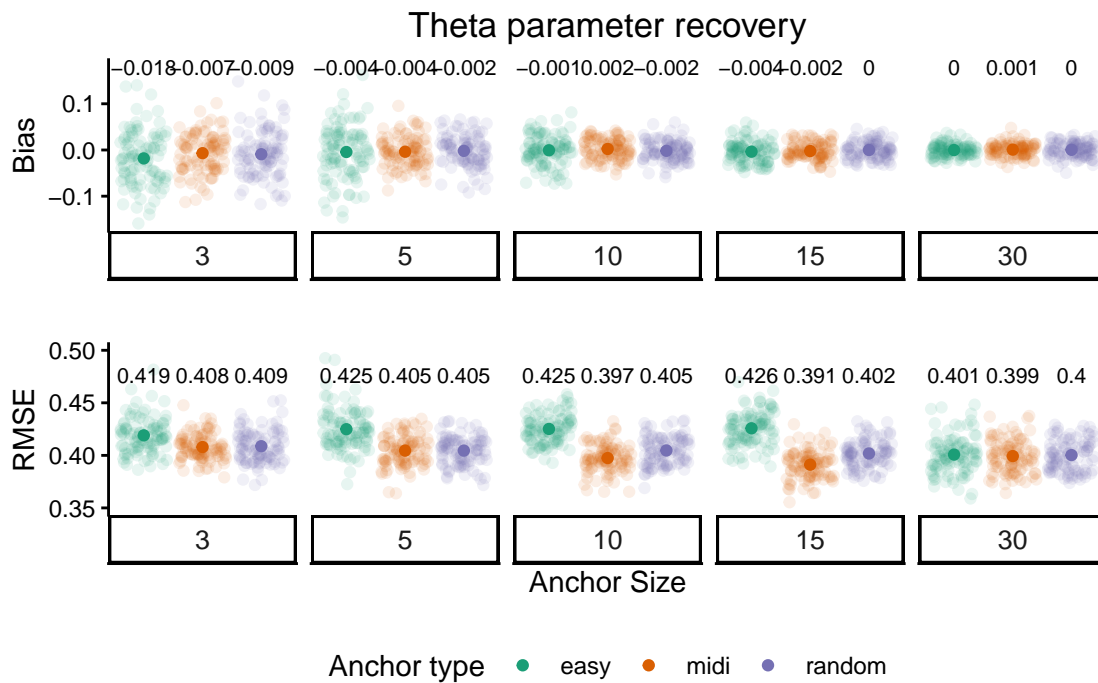 Theta parameter recovery
−0.018 −0.007 −0.009 −0.004 −0.004 −0.002 −0.001 0.002 −0.002 −0.004 −0.002 0 0 0.001 0
0.1
0.0
−0.1
Bias
3 5 10 15 30
0.50
0.419 0.408 0.409 0.425 0.405 0.405 0.425 0.397 0.405 0.426 0.391 0.402 0.401 0.399 0.4
0.45
0.40
0.35
RMSE
3 5 10 15 30
Anchor Size
Anchor type easy midi random